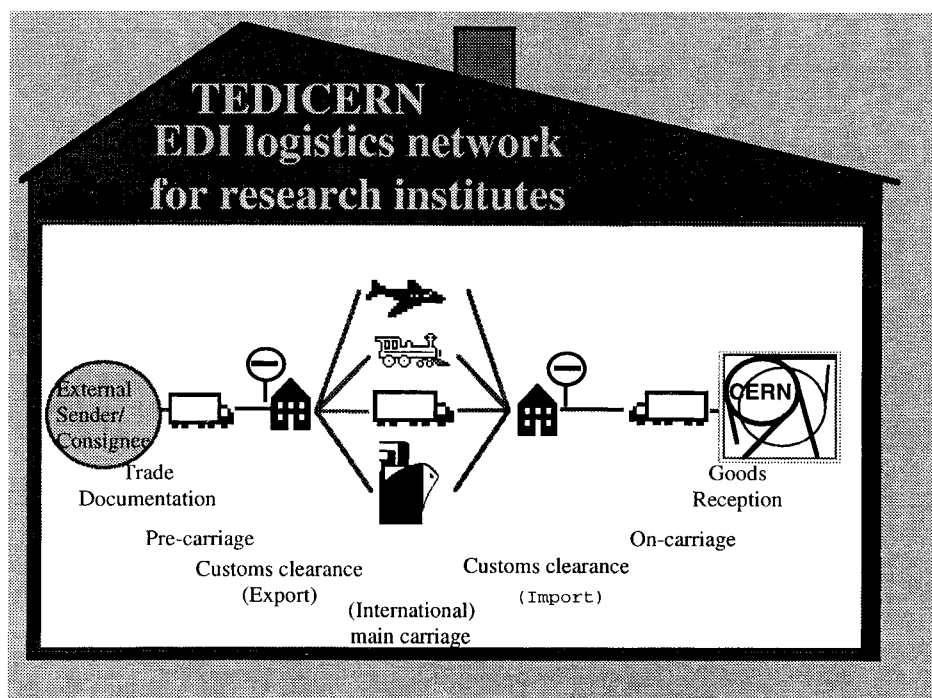 TEDICERN
EDI logistics network
for research institutes
External
Sender/
Consignee
CERN
Trade
Documentation
Goods
Reception
Pre-carriage
On-carriage
Customs clearance
(Export)
Customs clearance
(Import)
(International)
main carriage